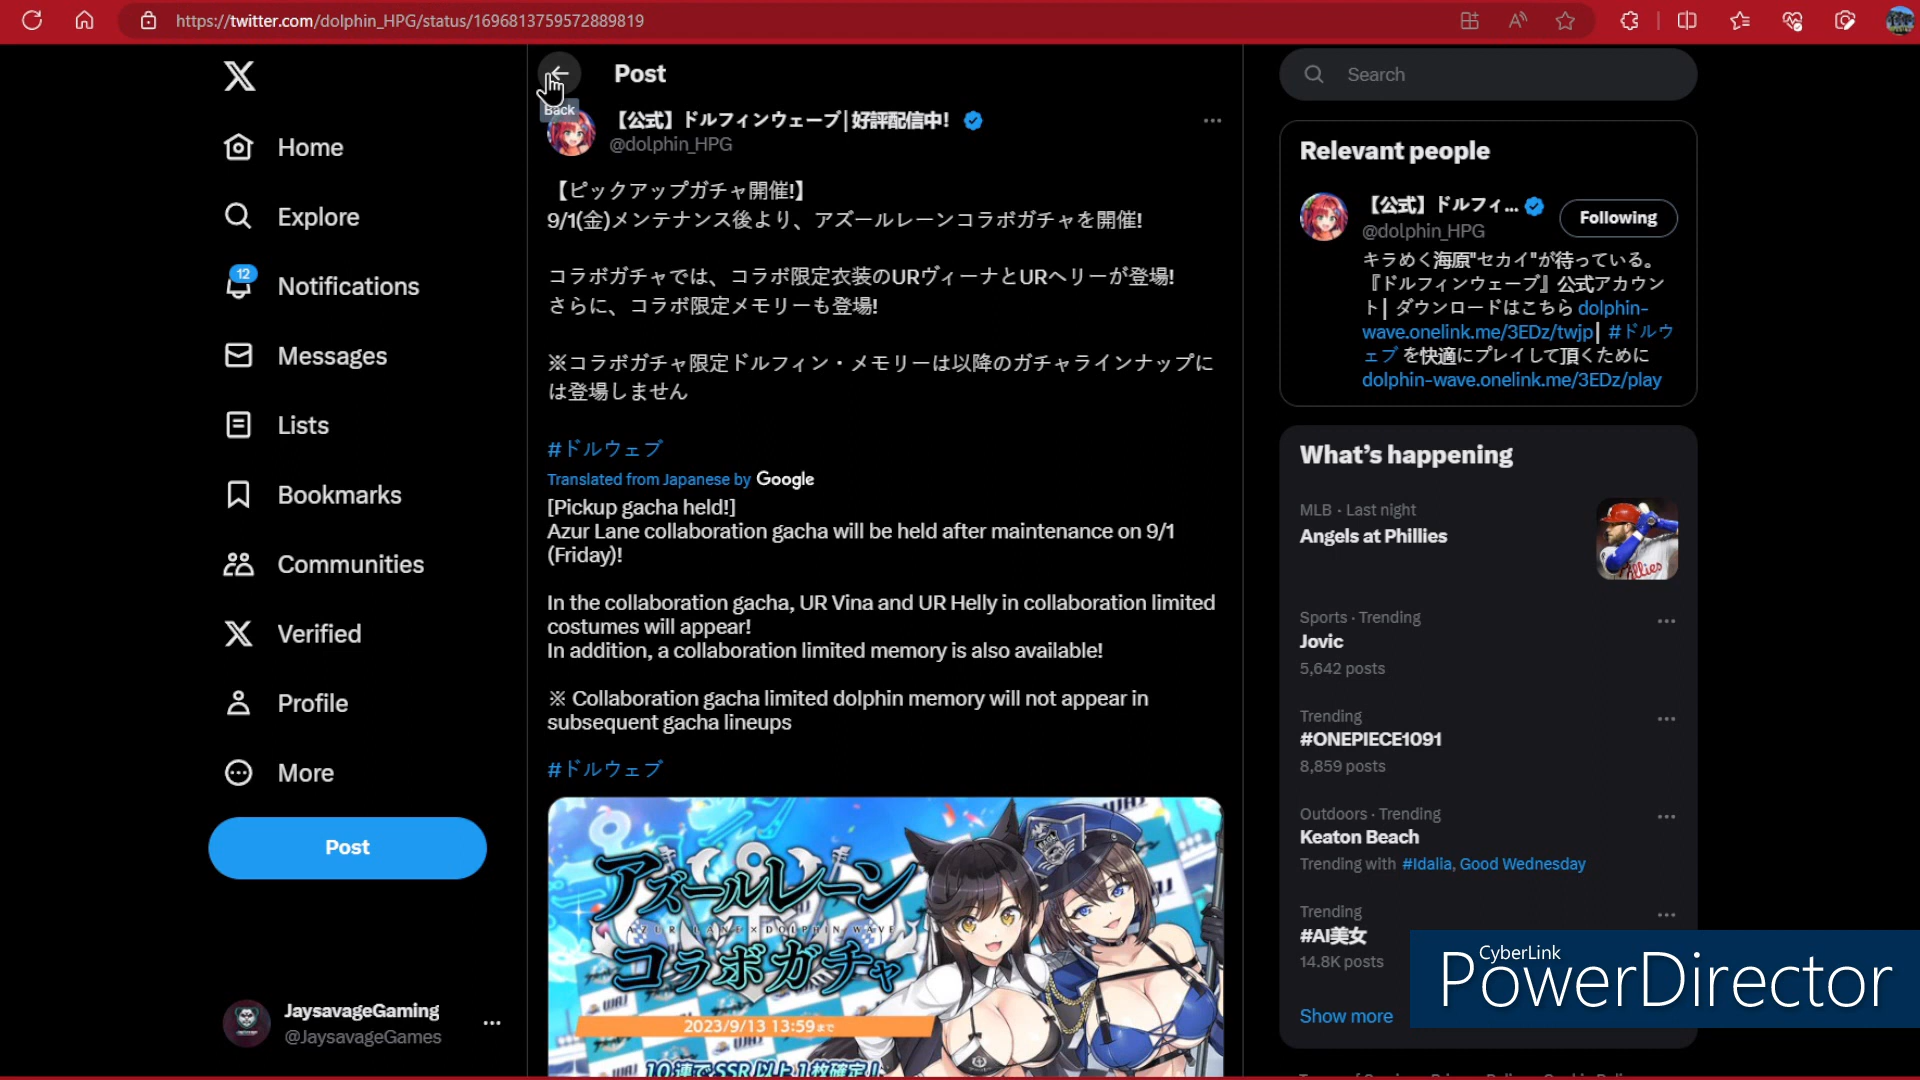 https://twitter.com/dolphin_HPG/status/1696813759572889819
Home
Explore
12
Notifications
Messages
Lists
Bookmarks
Communities
Verified
Profile
More
Post
JaysavageGaming
@JaysavageGames
Post
Back
【公式】ドルフィンウェーブ|好評配信中!
@dolphin_HPG
【ピックアップガチャ開催!】
9/1(金)メンテナンス後より、アズールレーンコラボガチャを開催!
コラボガチャでは、コラボ限定衣装のURヴィーナとURヘリーが登場!
さらに、コラボ限定メモリーも登場!
※コラボガチャ限定ドルフィン・メモリーは以降のガチャラインナップに
は登場しません
#ドルウェブ
Translated from Japanese by Google
[Pickup gacha held!]
Azur Lane collaboration gacha will be held after maintenance on 9/1
(Friday)!
In the collaboration gacha, UR Vina and UR Helly in collaboration limited
costumes will appear!
In addition, a collaboration limited memory is also available!
※ Collaboration gacha limited dolphin memory will not appear in
subsequent gacha lineups
#ドルウェブ
アズールレーン
AZUR LANE×DOLPHIN WAVE
コラボガチャ
2023/9/13 13:59まで
10連でSSR以上1枚確定!
Search
Relevant people
【公式】ドルフィ...
Following
@dolphin_HPG
キラめく海原"セカイ"が待っている。
『ドルフィンウェーブ』公式アカウン
ト| ダウンロードはこちら dolphin-
wave.onelink.me/3EDz/twjp| #ドルウ
ェブ を快適にプレイして頂くために
dolphin-wave.onelink.me/3EDz/play
What's happening
MLB · Last night
Angels at Phillies
Sports · Trending
Jovic
5,642 posts
Trending
#ONEPIECE1091
8,859 posts
Outdoors · Trending
Keaton Beach
Trending with #Idalia, Good Wednesday
Trending
#AI美女
14.8K posts
Show more
CyberLink
PowerDirector